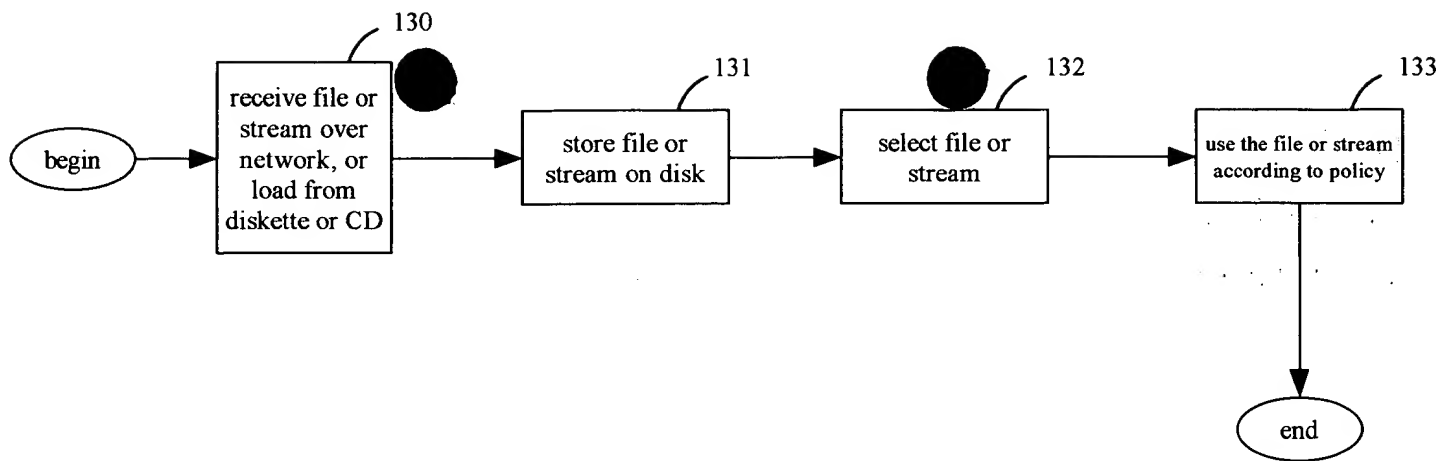 130
131
132
133
begin
receive file or
stream over
network, or
load from
diskette or CD
store file or
stream on disk
select file or
stream
use the file or stream
according to policy
end